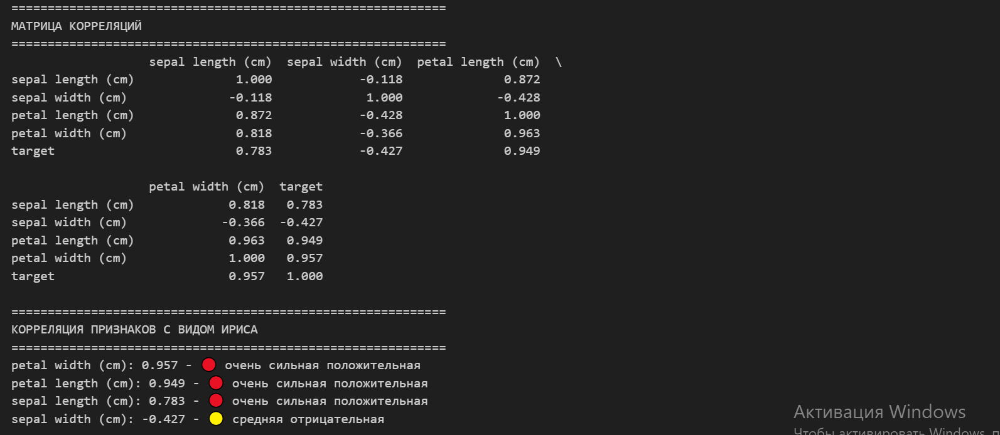 ============================================================
МАТРИЦА КОРРЕЛЯЦИЙ
============================================================
                   sepal length (cm)  sepal width (cm)  petal length (cm)  \
sepal length (cm)              1.000            -0.118              0.872
sepal width (cm)              -0.118             1.000             -0.428
petal length (cm)              0.872            -0.428              1.000
petal width (cm)               0.818            -0.366              0.963
target                         0.783            -0.427              0.949

                   petal width (cm)  target
sepal length (cm)             0.818   0.783
sepal width (cm)             -0.366  -0.427
petal length (cm)             0.963   0.949
petal width (cm)              1.000   0.957
target                        0.957   1.000

============================================================
КОРРЕЛЯЦИЯ ПРИЗНАКОВ С ВИДОМ ИРИСА
============================================================
petal width (cm): 0.957 - 🔴 очень сильная положительная
petal length (cm): 0.949 - 🔴 очень сильная положительная
sepal length (cm): 0.783 - 🔴 очень сильная положительная
sepal width (cm): -0.427 - 🟡 средняя отрицательная
Активация Windows
Чтобы активировать Windows, п